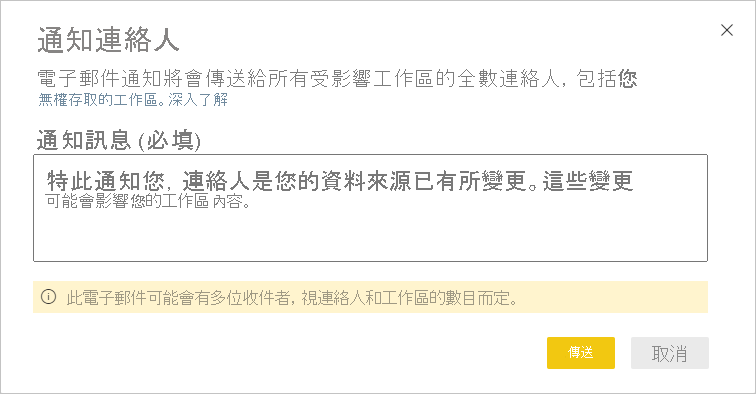 通知連絡人
電子郵件通知將會傳送給所有受影響工作區的全數連絡人, 包括您
無權存取的工作區。深入了解
通知訊息 (必填)
特此通知您, 連絡人是您的資料來源已有所變更。這些變更
可能會影響您的工作區內容。
此電子郵件可能會有多位收件者, 視連絡人和工作區的數目而定。
傳送
取消